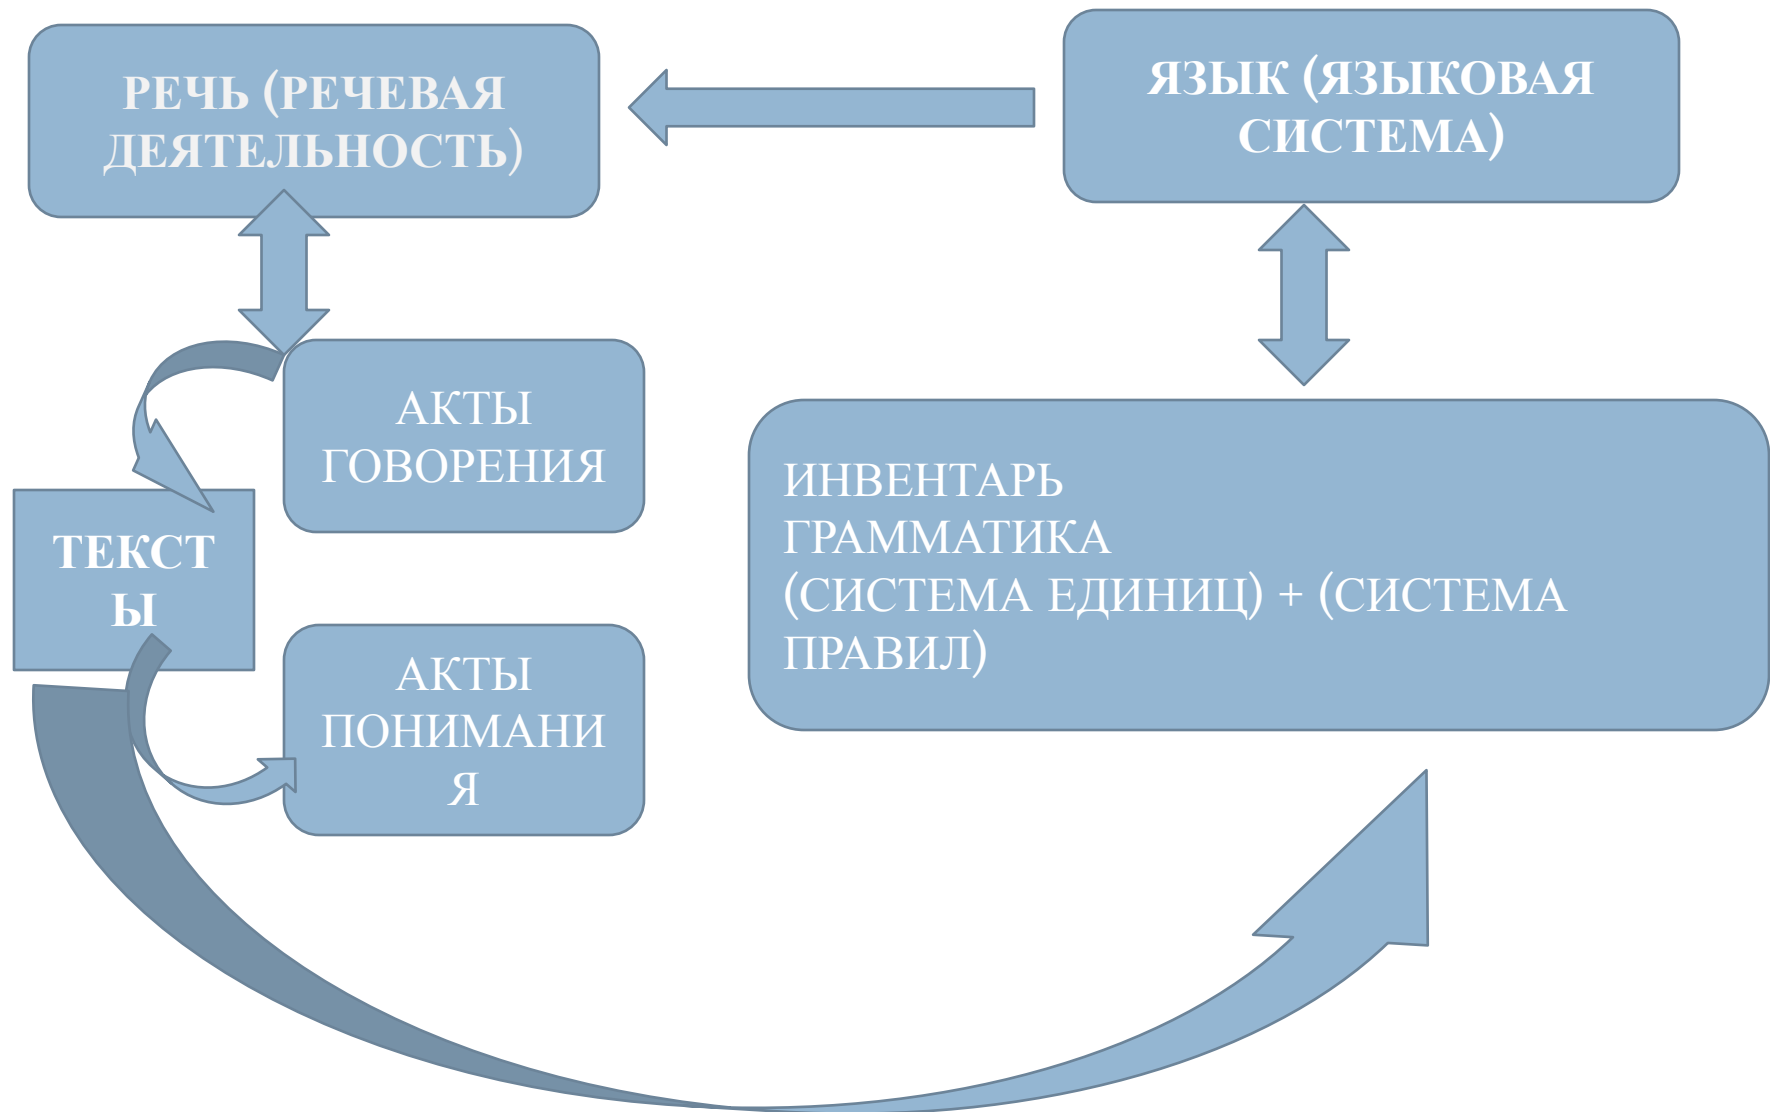 РЕЧЬ (РЕЧЕВАЯ
ДЕЯТЕЛЬНОСТЬ)
ЯЗЫК (ЯЗЫКОВАЯ
СИСТЕМА)
АКТЫ
ГОВОРЕНИЯ
ТЕКСТ
Ы
АКТЫ
ПОНИМАНИ
Я
ИНВЕНТАРЬ
ГРАММАТИКА
(СИСТЕМА ЕДИНИЦ) + (СИСТЕМА
ПРАВИЛ)